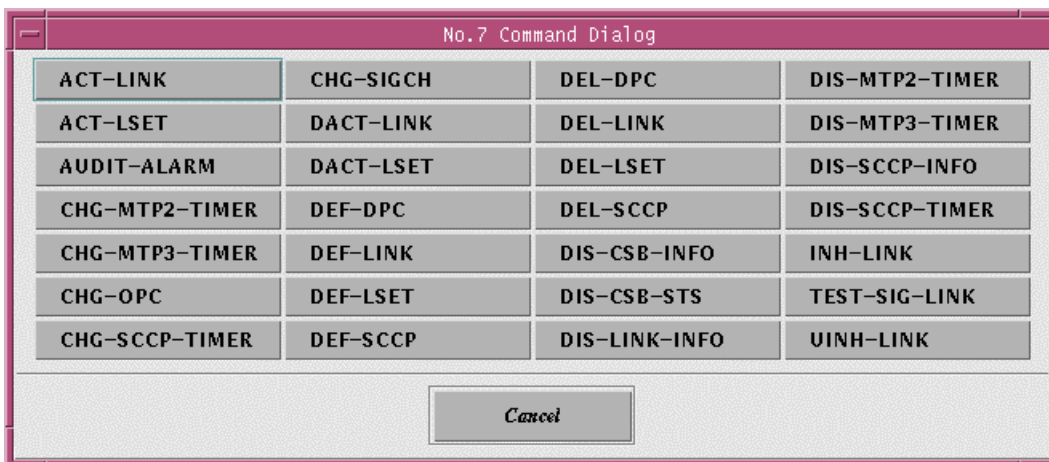 No.7 Command Dialog
ACT-LINK CHG-SIGCH DEL-DPC DIS-MTP2-TIMER
ACT-LSET DACT-LINK DEL-LINK DIS-MTP3-TIMER
AUDIT-ALARM DACT-LSET DEL-LSET DIS-SCCP-INFO
CHG-MTP2-TIMER DEF-DPC DEL-SCCP DIS-SCCP-TIMER
CHG-MTP3-TIMER DEF-LINK DIS-CSB-INFO INH-LINK
CHG-OPC DEF-LSET DIS-CSB-STS TEST-SIG-LINK
CHG-SCCP-TIMER DEF-SCCP DIS-LINK-INFO UINH-LINK
Cancel